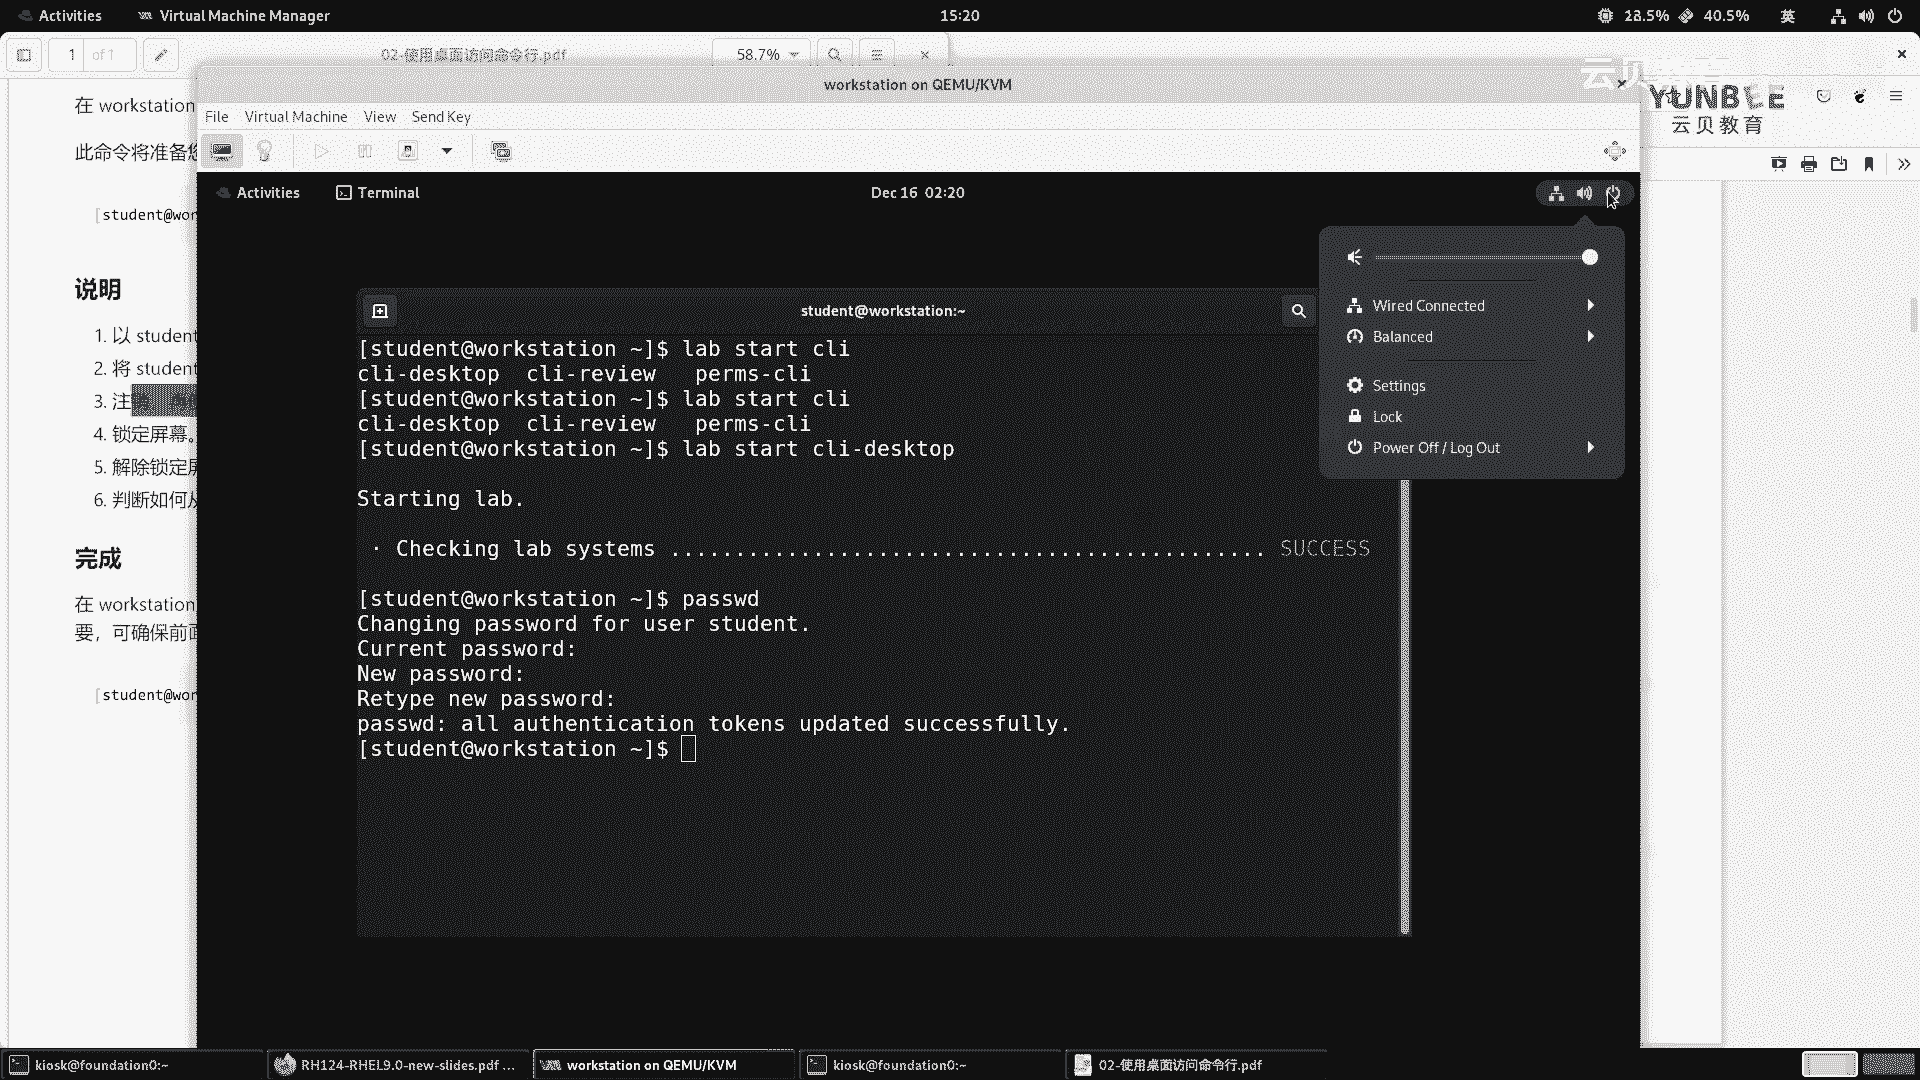 Activities
Virtual Machine Manager
15:20
28.5%
40.5%
英
1
of 1
02-使用桌面访问命令行.pdf
58.7%
workstation on QEMU/KVM
YUNBEE
云贝教育
File
Virtual Machine
View
Send Key
Activities
Terminal
Dec 16 02:20
在 workstation
此命令将准备
[student@wor
说明
1. 以 student
2. 将 student
3. 注
4. 锁定屏幕。
5. 解除锁定
6. 判断如何
完成
在 workstation
要，可确保前
[student@wor
student@workstation:~
[student@workstation ~]$ lab start cli
cli-desktop cli-review perms-cli
[student@workstation ~]$ lab start cli
cli-desktop cli-review perms-cli
[student@workstation ~]$ lab start cli-desktop
Starting lab.
· Checking lab systems .............................................. SUCCESS
[student@workstation ~]$ passwd
Changing password for user student.
Current password:
New password:
Retype new password:
passwd: all authentication tokens updated successfully.
[student@workstation ~]$
Wired Connected
Balanced
Settings
Lock
Power Off / Log Out
kiosk@foundation0:~
RH124-RHEL9.0-new-slides.pdf ...
workstation on QEMU/KVM
kiosk@foundation0:~
02-使用桌面访问命令行.pdf